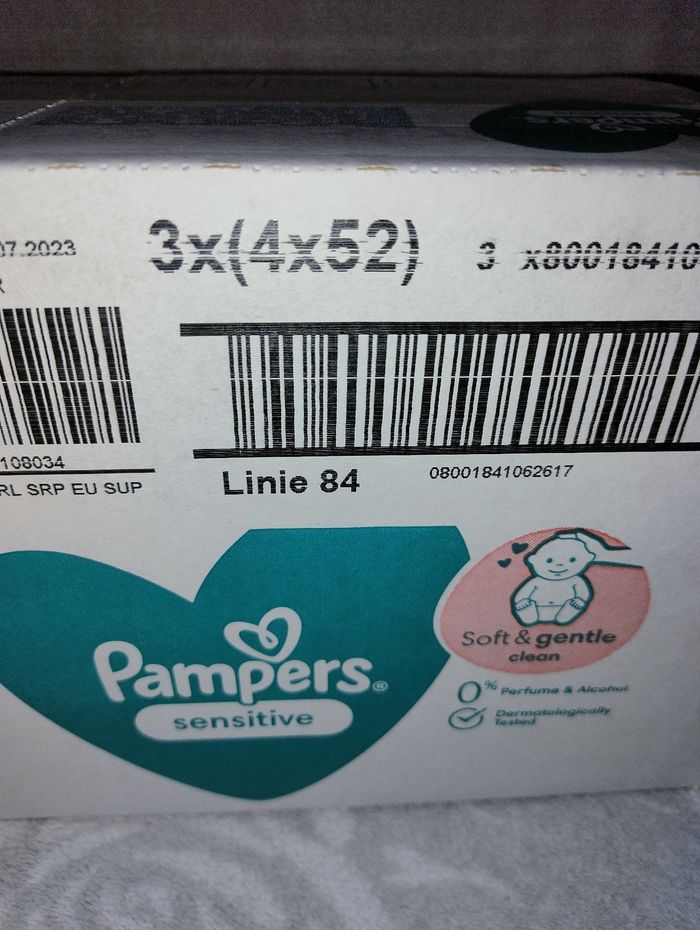 07.2023
3x(4x52)
3 x80018410
R
108034
RL SRP EU SUP
Linie 84
08001841062617
Pampers®
sensitive
Soft & gentle
clean
0% Perfume & Alcohol
Dermatologically
Tested